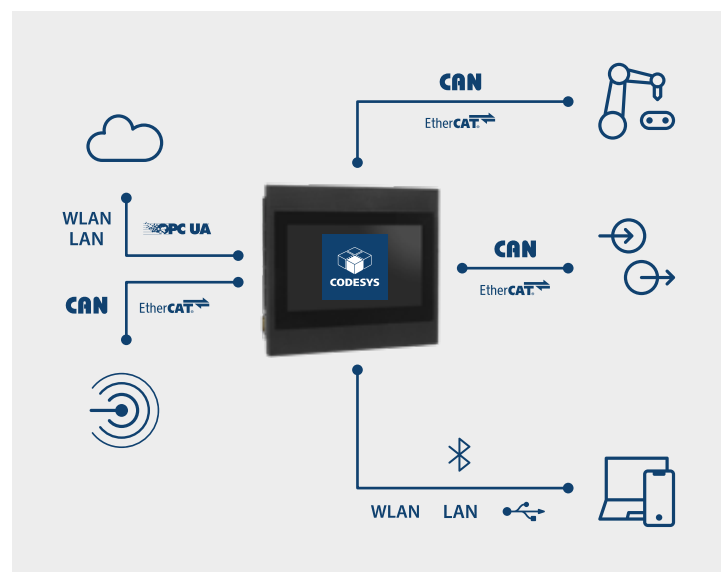 CAN
EtherCAT®
WLAN
LAN
OPC UA
CAN
EtherCAT®
CODESYS
CAN
EtherCAT®
WLAN LAN